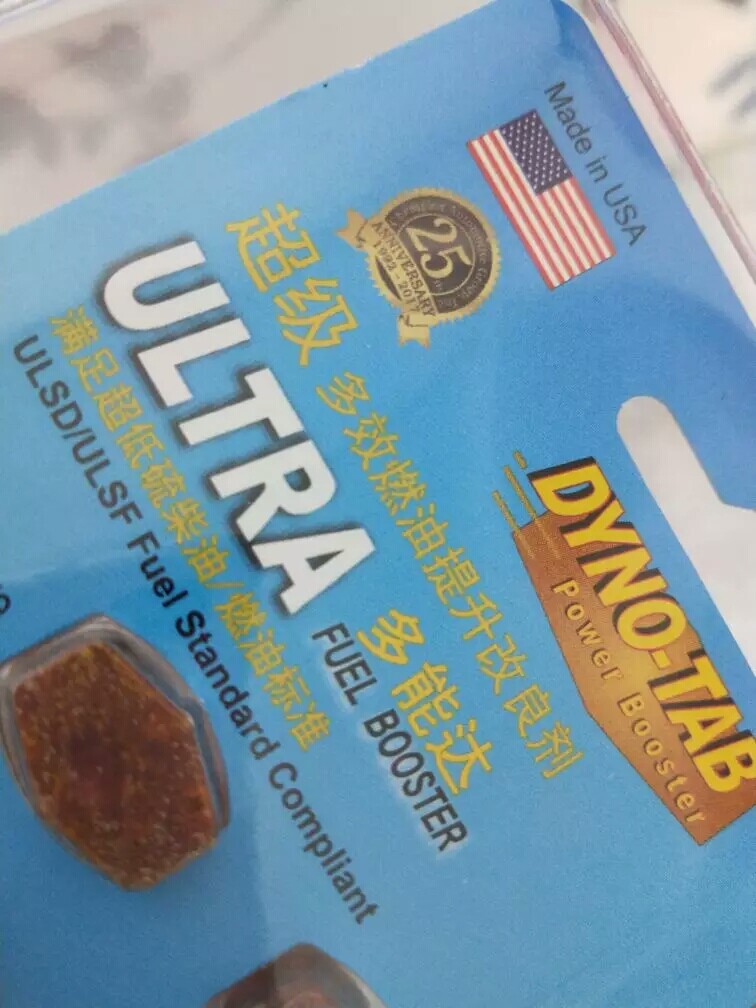 Made in USA
25
ANNIVERSARY
1992 - 2017
DYNO-TAB
Power Booster
超级 多效燃油提升改良剂
ULTRA 多能达
FUEL BOOSTER
满足超低硫柴油/燃油标准
ULSD/ULSF Fuel Standard Compliant